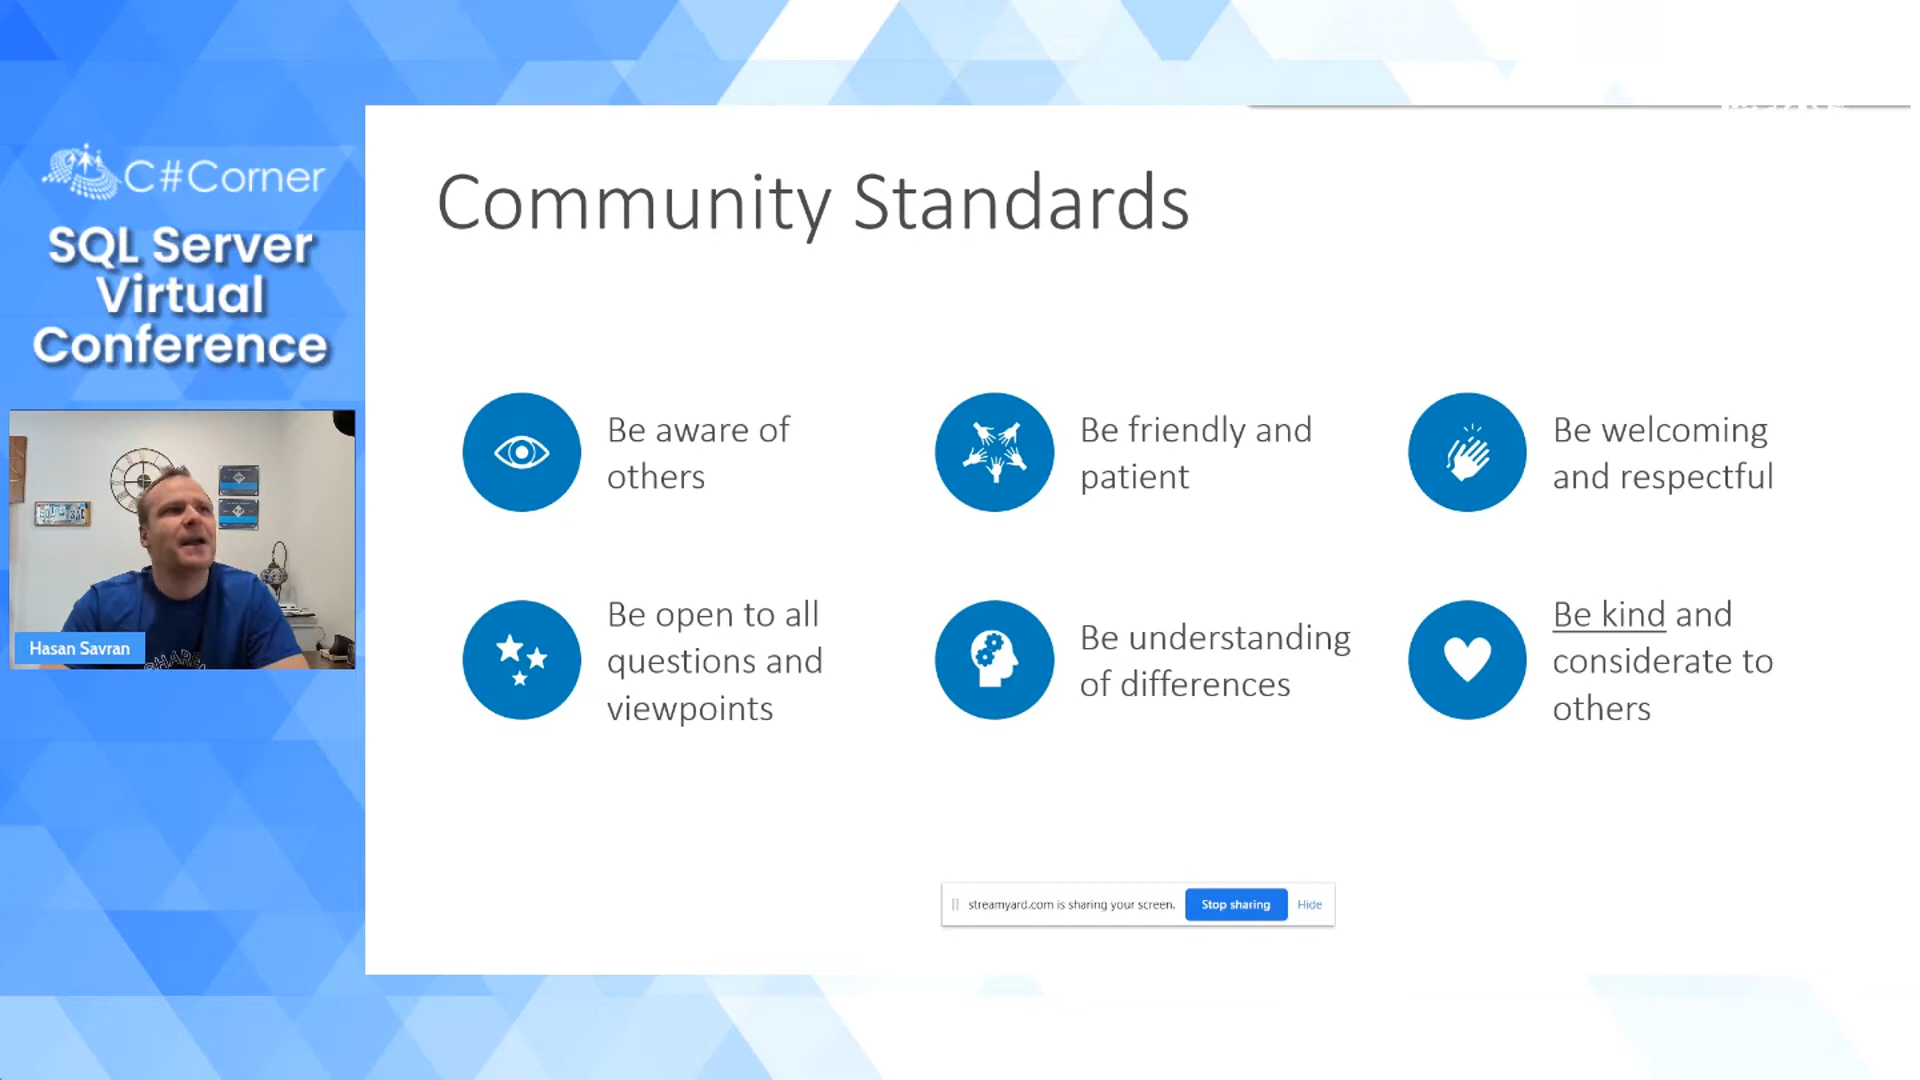 C#Corner
SQL Server
Virtual
Conference
Hasan Savran
Community Standards
Be aware of
others
Be friendly and
patient
Be welcoming
and respectful
Be open to all
questions and
viewpoints
Be understanding
of differences
Be kind and
considerate to
others
streamyard.com is sharing your screen.
Stop sharing
Hide